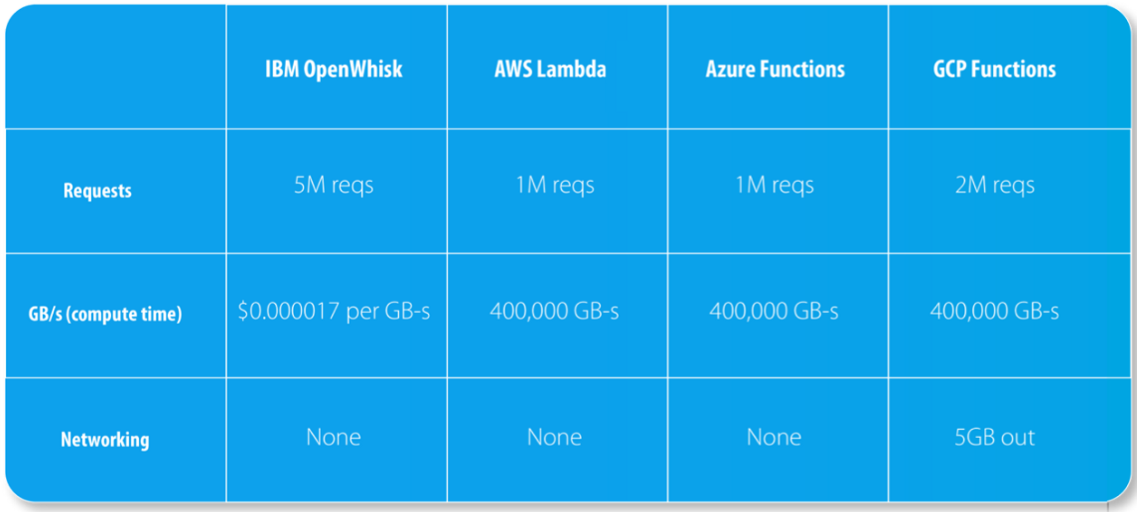 IBM OpenWhisk AWS Lambda Azure Functions GCP Functions
Requests 5M reqs 1M reqs 1M reqs 2M reqs
GB/s (compute time) $0.000017 per GB-s 400,000 GB-s 400,000 GB-s 400,000 GB-s
Networking None None None 5GB out